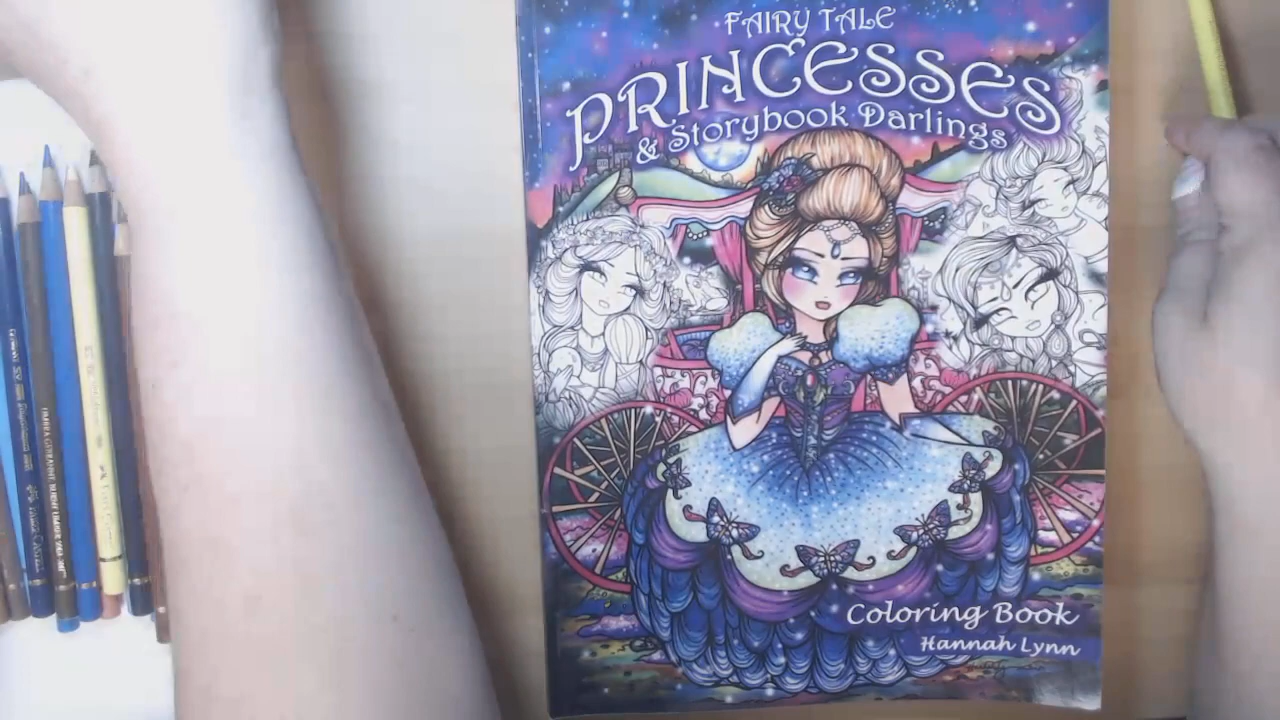 FAIRY TALE
PRINCESSES
& Storybook Darlings
Coloring Book
Hannah Lynn